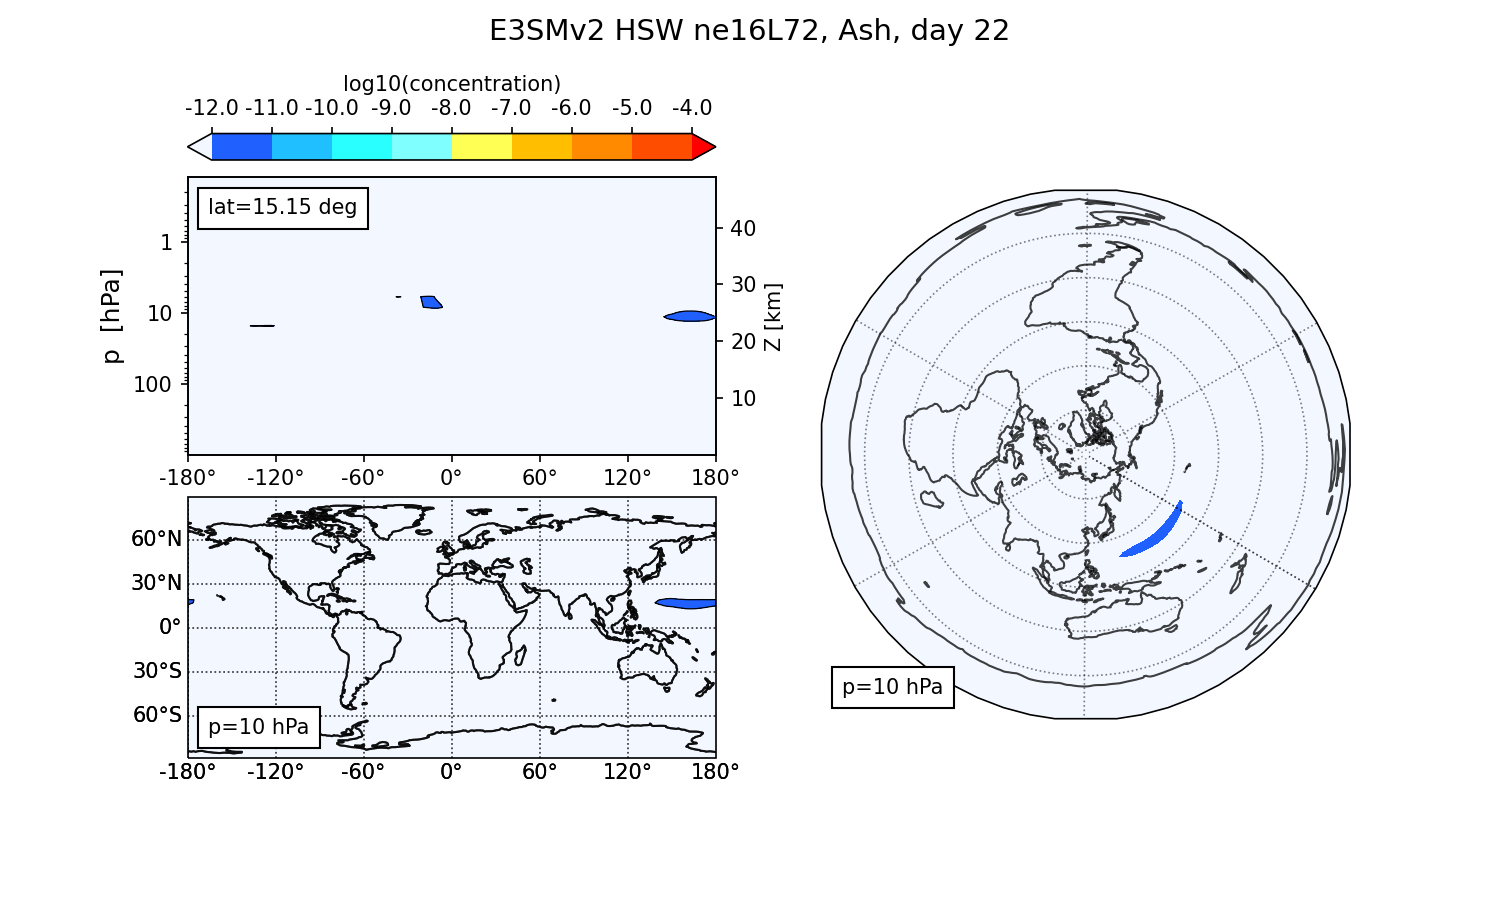 E3SMv2 HSW ne16L72, Ash, day 22
log10(concentration)
-12.0 -11.0 -10.0 -9.0 -8.0 -7.0 -6.0 -5.0 -4.0
lat=15.15 deg
1
10
100
p [hPa]
40
30
20
10
Z [km]
-180° -120° -60° 0° 60° 120° 180°
60°N
30°N
0°
30°S
60°S
p=10 hPa
-180° -120° -60° 0° 60° 120° 180°
p=10 hPa